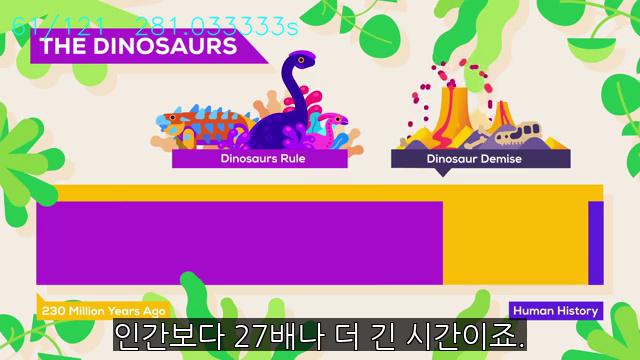 61/121 281.033333s
THE DINOSAURS
Dinosaurs Rule
Dinosaur Demise
230 Million Years Ago
Human History
인간보다 27배나 더 긴 시간이죠.